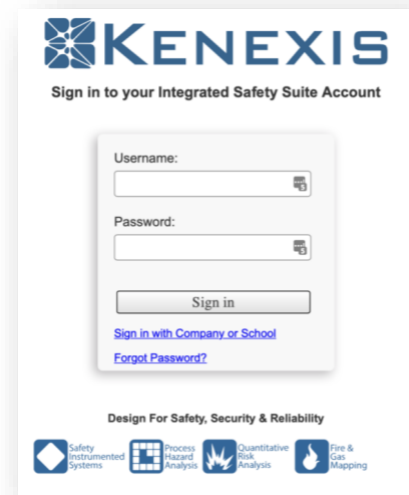 KENEXIS
Sign in to your Integrated Safety Suite Account
Username:
Password:
Sign in
Sign in with Company or School
Forgot Password?
Design For Safety, Security & Reliability
Safety
Instrumented
Systems
Process
Hazard
Analysis
Quantitative
Risk
Analysis
Fire &
Gas
Mapping